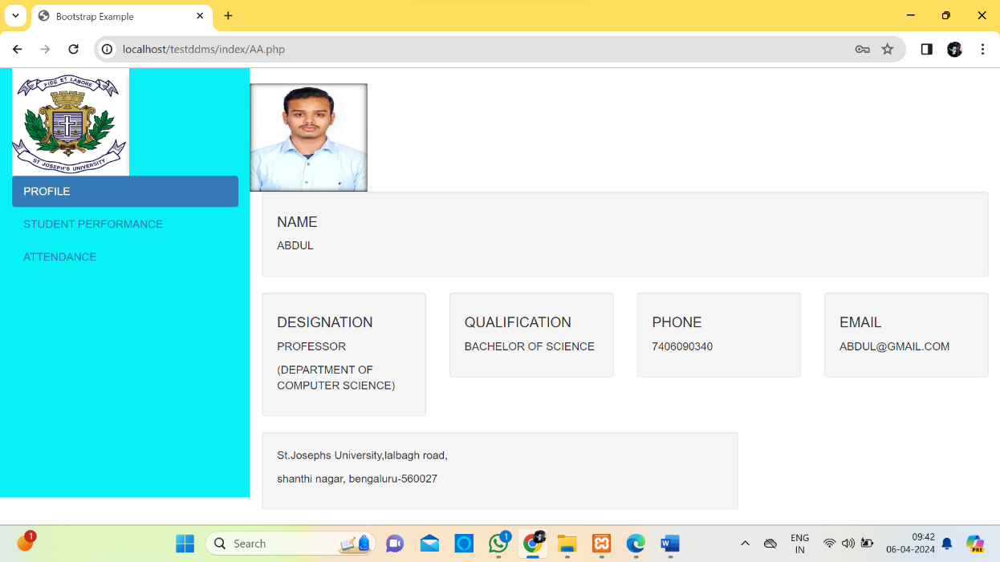 Bootstrap Example
localhost/testddms/index/AA.php
FIDE ET LABORE
ST JOSEPH'S UNIVERSITY
PROFILE
STUDENT PERFORMANCE
ATTENDANCE
NAME
ABDUL
DESIGNATION
PROFESSOR
(DEPARTMENT OF
COMPUTER SCIENCE)
QUALIFICATION
BACHELOR OF SCIENCE
PHONE
7406090340
EMAIL
ABDUL@GMAIL.COM
St.Josephs University,lalbagh road,
shanthi nagar, bengaluru-560027
1
Search
1
W
ENG
IN
09:42
06-04-2024
PRE